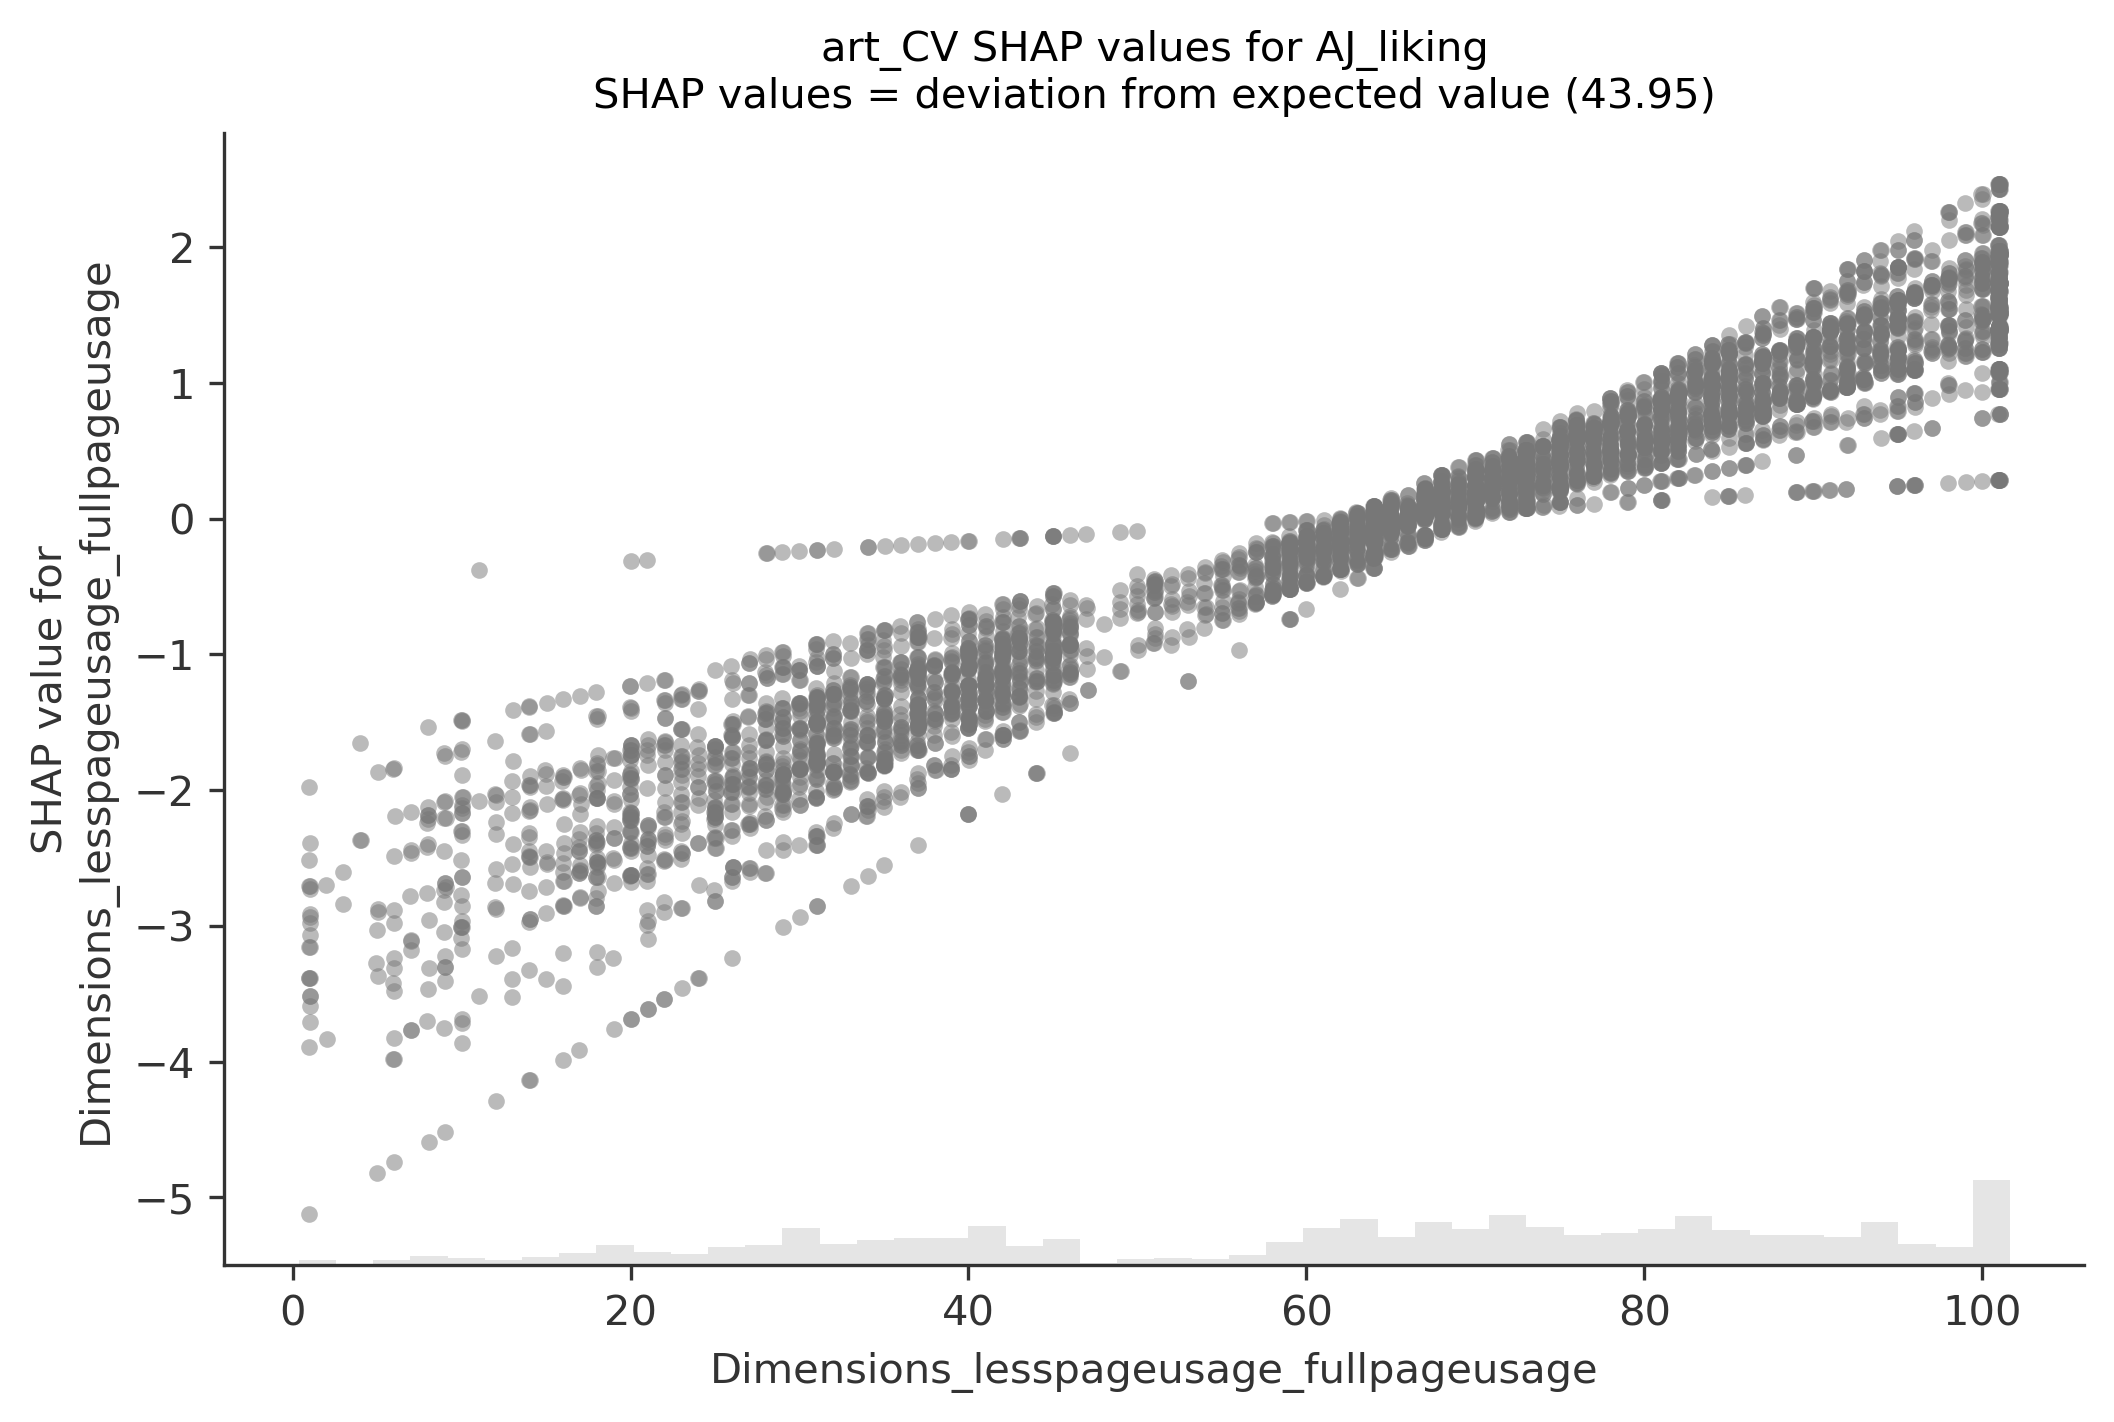 art_CV SHAP values for AJ_liking
SHAP values = deviation from expected value (43.95)
SHAP value for
Dimensions_lesspageusage_fullpageusage
2
1
0
−1
−2
−3
−4
−5
0 20 40 60 80 100
Dimensions_lesspageusage_fullpageusage